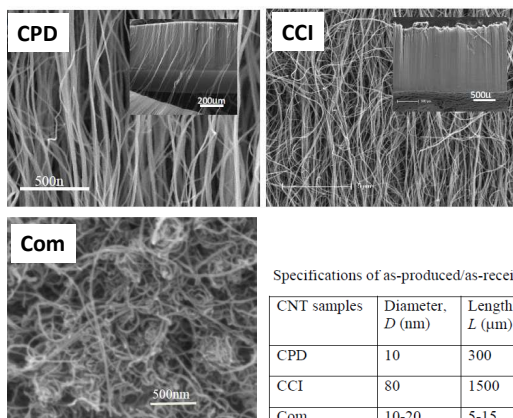 CPD
200um
500n
CCI
500u
Com
500nm
Specifications of as-produced/as-recei
CNT samples Diameter, D (nm) Length L (μm)
CPD 10 300
CCI 80 1500
Com 10-20 5-15